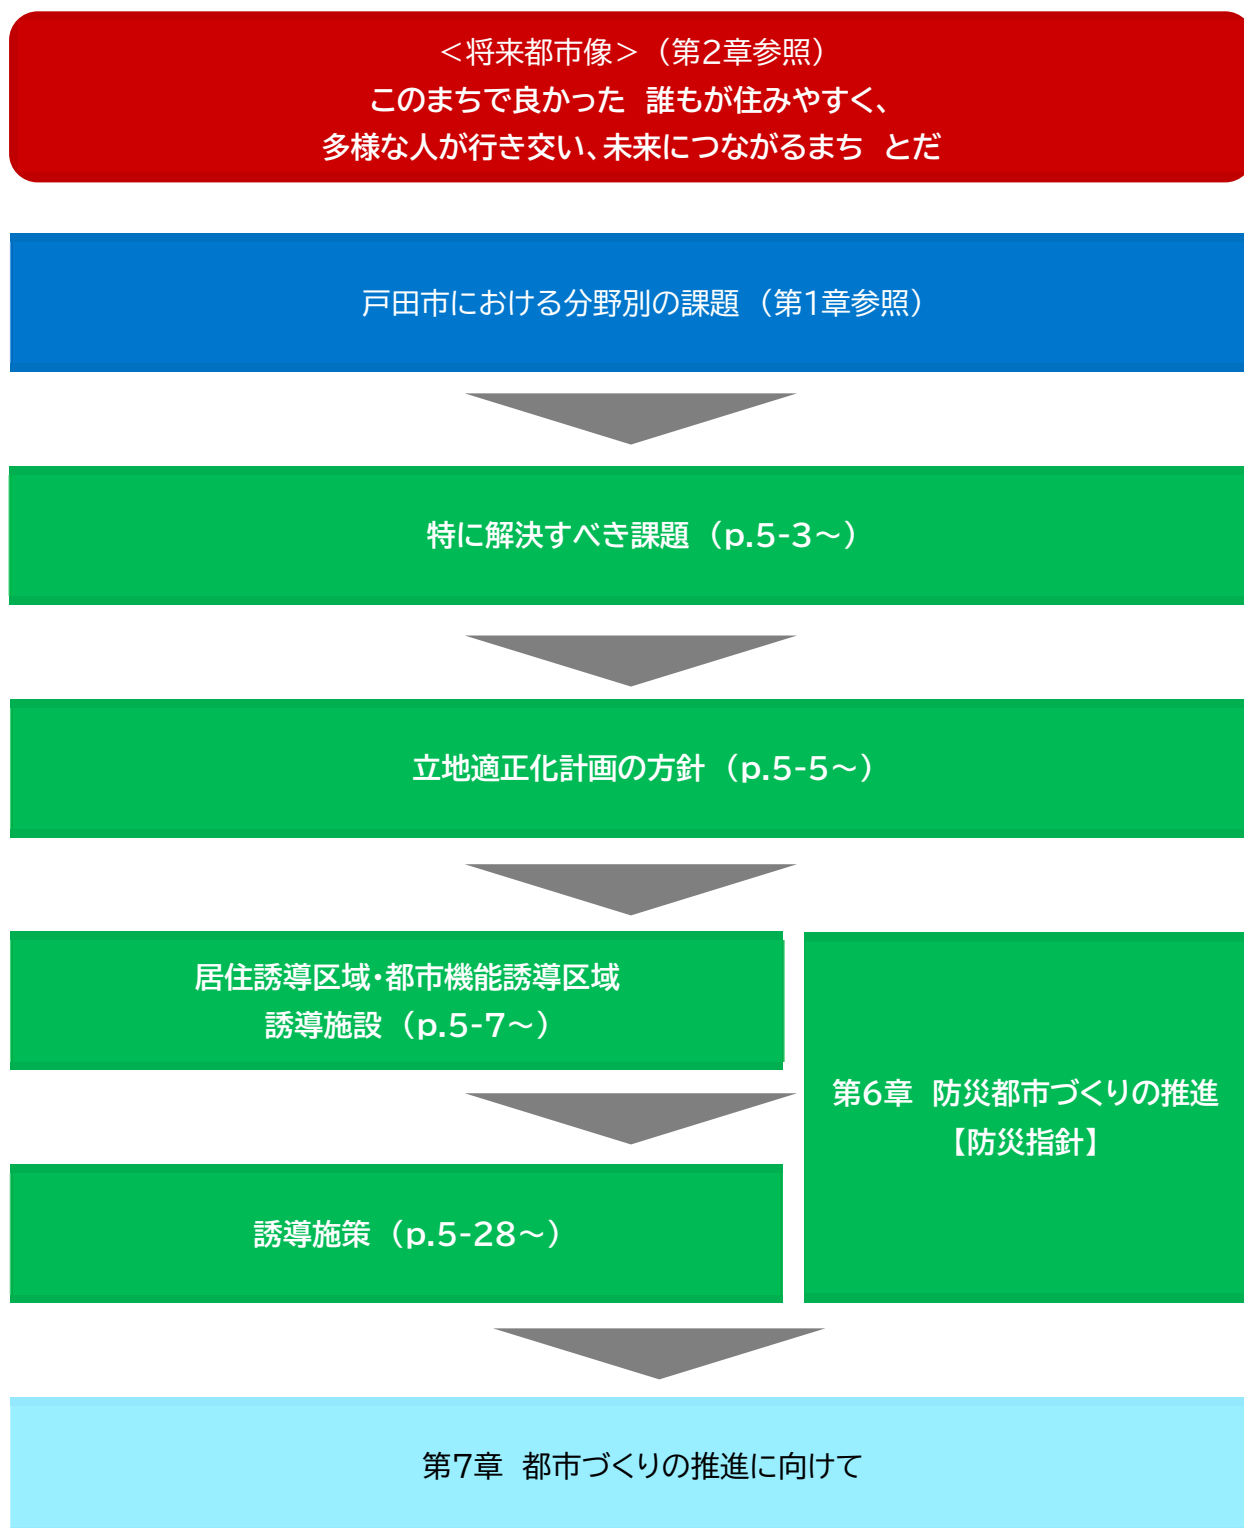 ＜将来都市像＞（第2章参照）
このまちで良かった　誰もが住みやすく、
多様な人が行き交い、未来につながるまち　とだ
戸田市における分野別の課題（第1章参照）
特に解決すべき課題（p.5-3～）
立地適正化計画の方針（p.5-5～）
居住誘導区域・都市機能誘導区域
誘導施設（p.5-7～）
第6章　防災都市づくりの推進
【防災指針】
誘導施策（p.5-28～）
第7章　都市づくりの推進に向けて